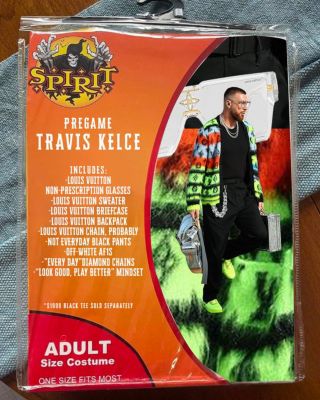 SPIRIT
PREGAME
TRAVIS KELCE
INCLUDES:
-LOUIS VUITTON
NON-PRESCRIPTION GLASSES
-LOUIS VUITTON SWEATER
-LOUIS VUITTON BRIEFCASE
-LOUIS VUITTON BACKPACK
-LOUIS VUITTON CHAIN, PROBABLY
-NOT EVERYDAY BLACK PANTS
-OFF-WHITE AF1S
-"EVERY DAY"DIAMOND CHAINS
-"LOOK GOOD, PLAY BETTER" MINDSET
*$1900 BLACK TEE SOLD SEPARATELY
ADULT
Size Costume
ONE SIZE FITS MOST